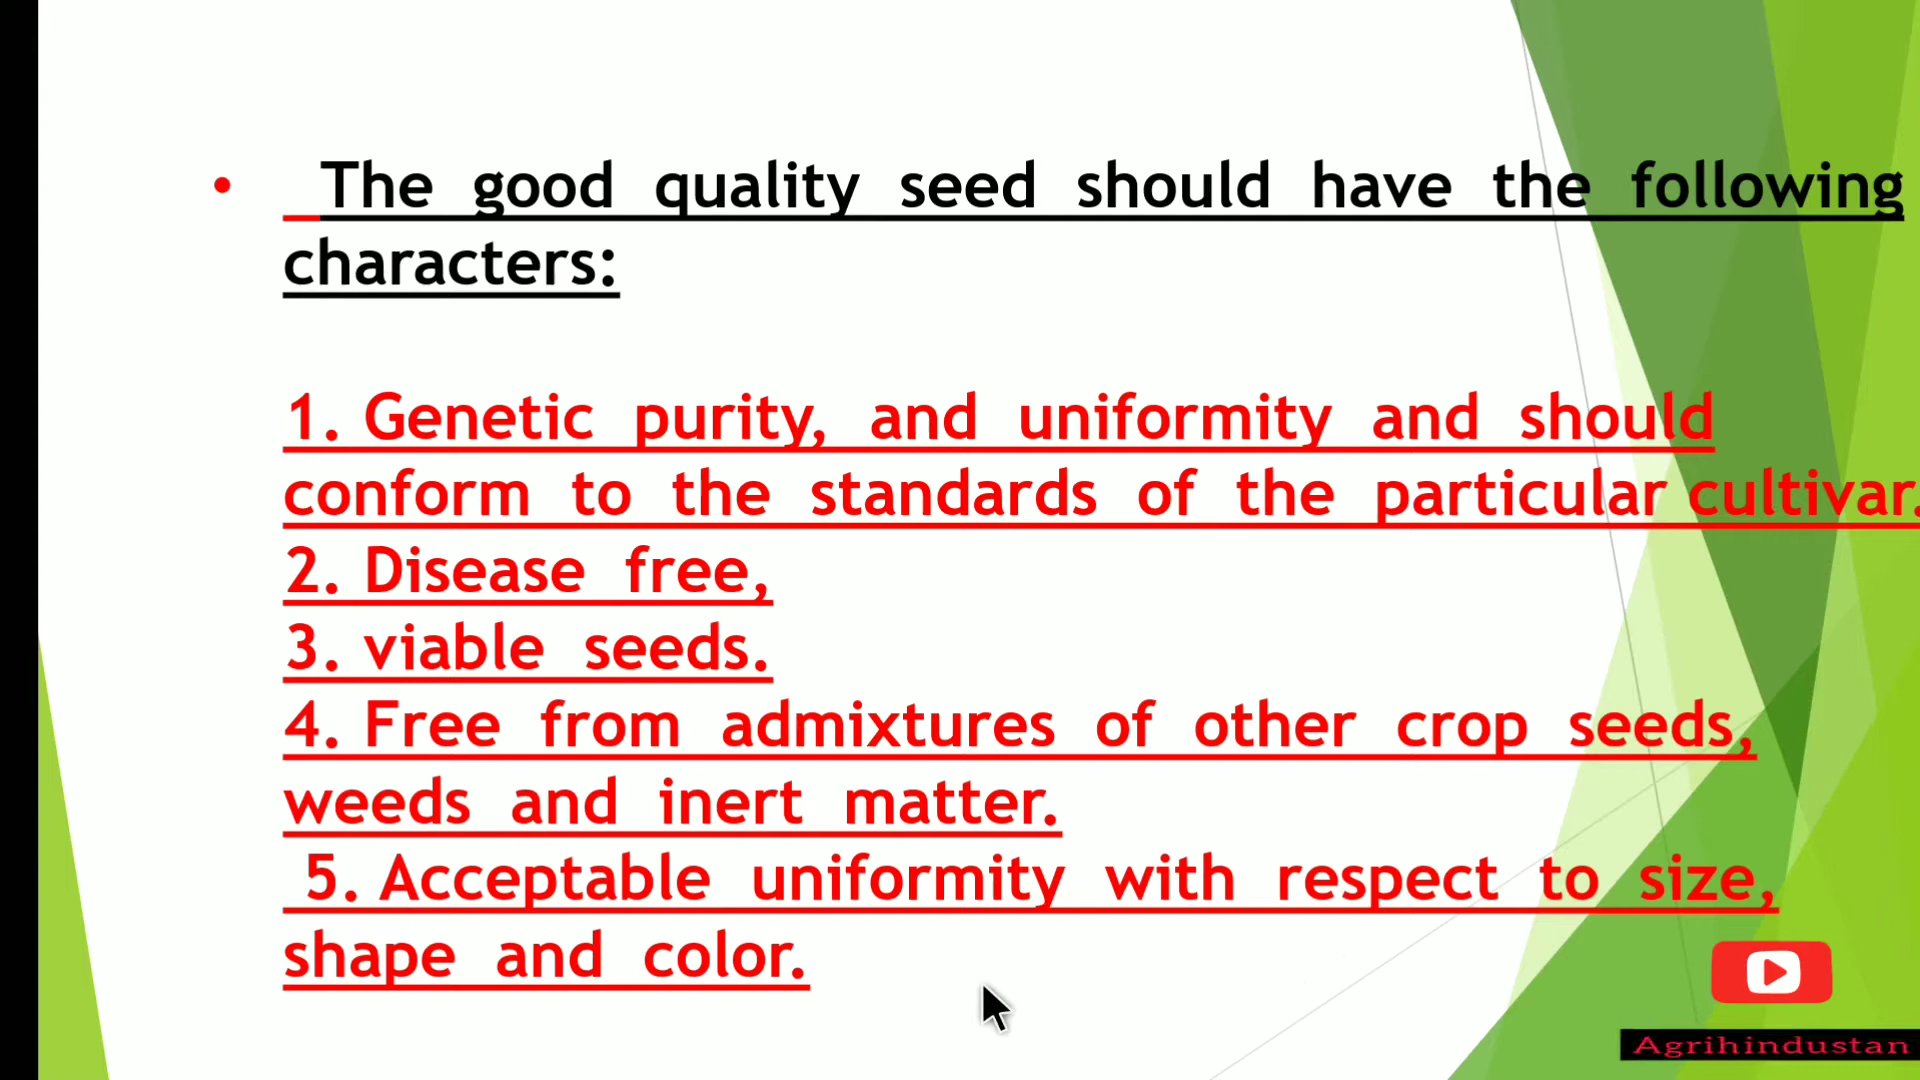 • The good quality seed should have the following
characters:
1. Genetic purity, and uniformity and should
conform to the standards of the particular cultivar.
2. Disease free,
3. viable seeds.
4. Free from admixtures of other crop seeds,
weeds and inert matter.
5. Acceptable uniformity with respect to size,
shape and color.
Agrihindustan